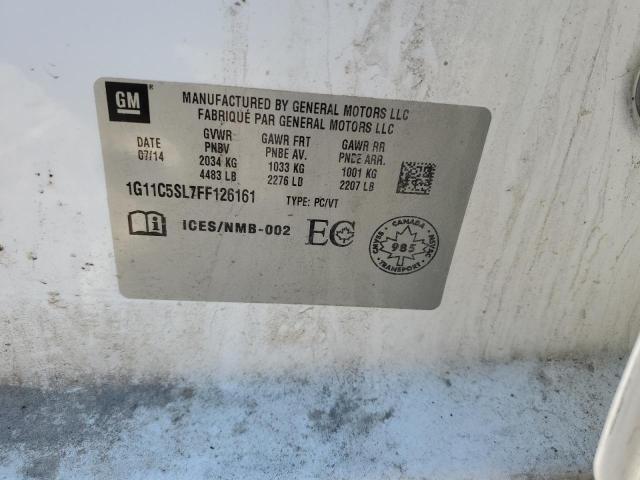 GM ®
MANUFACTURED BY GENERAL MOTORS LLC
FABRIQUÉ PAR GENERAL MOTORS LLC
DATE
07/14
GVWR
PNBV
2034 KG
4483 LB
GAWR FRT
PNBE AV.
1033 KG
2276 LB
GAWR RR
PNBE ARR.
1001 KG
2207 LB
1G11C5SL7FF126161
TYPE: PC/VT
ICES/NMB-002
EC
CANADA
985
TRANSPORT